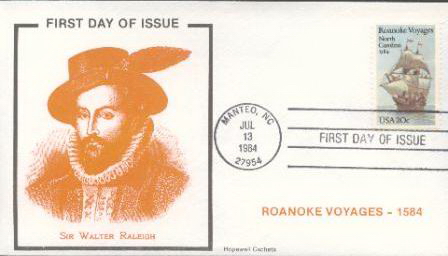 FIRST DAY OF ISSUE
SIR WALTER RALEIGH
Roanoke Voyages
North
Carolina
1584
USA 20c
MANTEO, NC
JUL
13
1984
27954
FIRST DAY OF ISSUE
ROANOKE VOYAGES - 1584
Hopewell Cachets